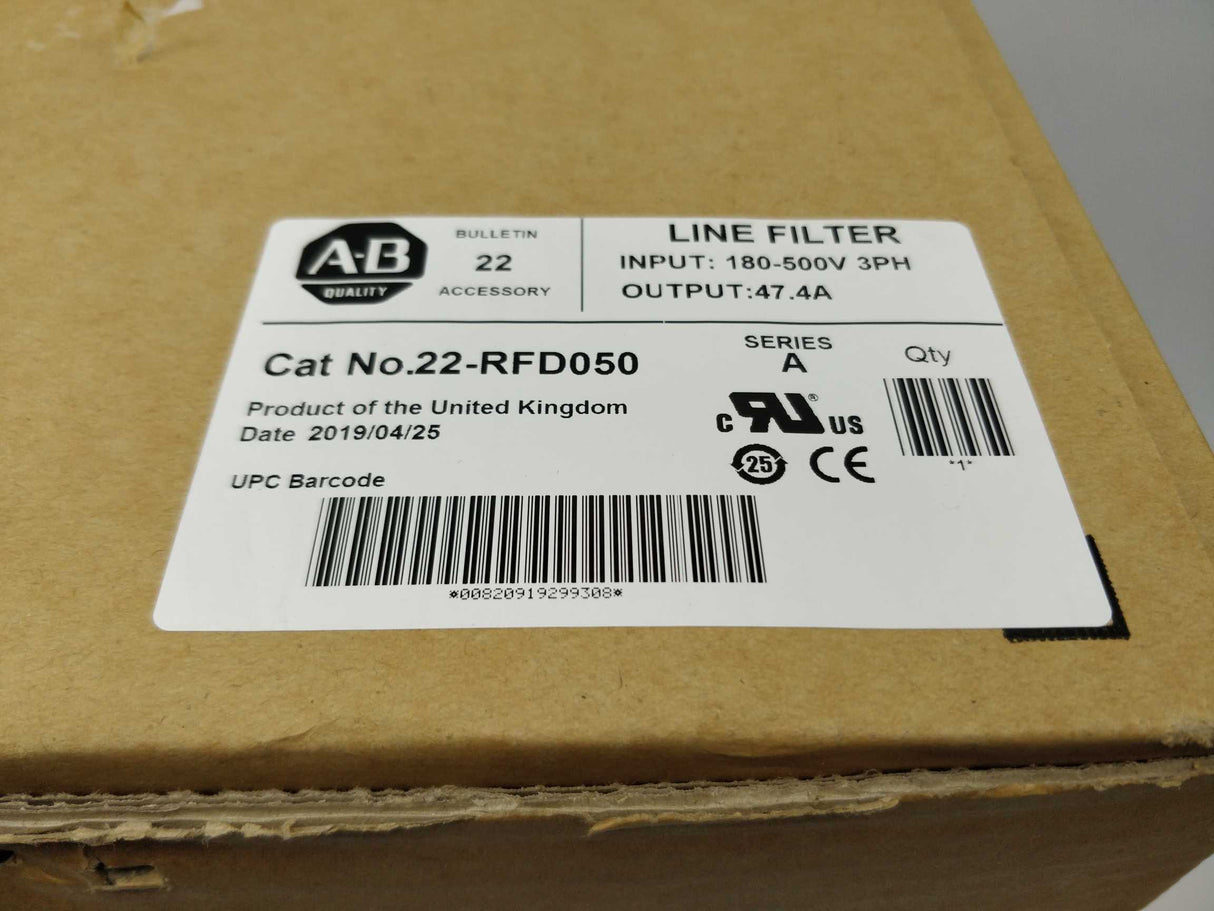 A-B
QUALITY
BULLETIN
22
ACCESSORY
LINE FILTER
INPUT: 180-500V 3PH
OUTPUT:47.4A
Cat No.22-RFD050
Product of the United Kingdom
Date 2019/04/25
SERIES
A
Qty
*1*
C RU® US
25
CE
UPC Barcode
*00820919299308*